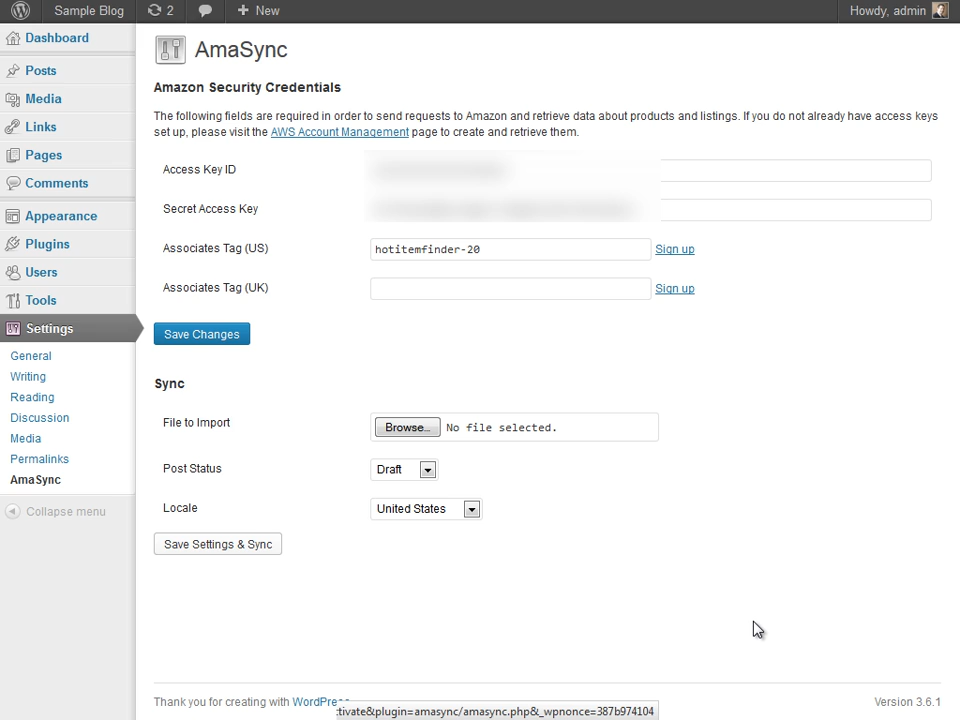 Sample Blog 2 New Howdy, admin
Dashboard
Posts
Media
Links
Pages
Comments
Appearance
Plugins
Users
Tools
Settings
General
Writing
Reading
Discussion
Media
Permalinks
AmaSync
Collapse menu
AmaSync
Amazon Security Credentials
The following fields are required in order to send requests to Amazon and retrieve data about products and listings. If you do not already have access keys
set up, please visit the AWS Account Management page to create and retrieve them.
Access Key ID
Secret Access Key
Associates Tag (US) hotitemfinder-20 Sign up
Associates Tag (UK) Sign up
Save Changes
Sync
File to Import Browse... No file selected.
Post Status Draft
Locale United States
Save Settings & Sync
Thank you for creating with WordPress Version 3.6.1
ctivate&plugin=amasync/amasync.php&_wpnonce=387b974104